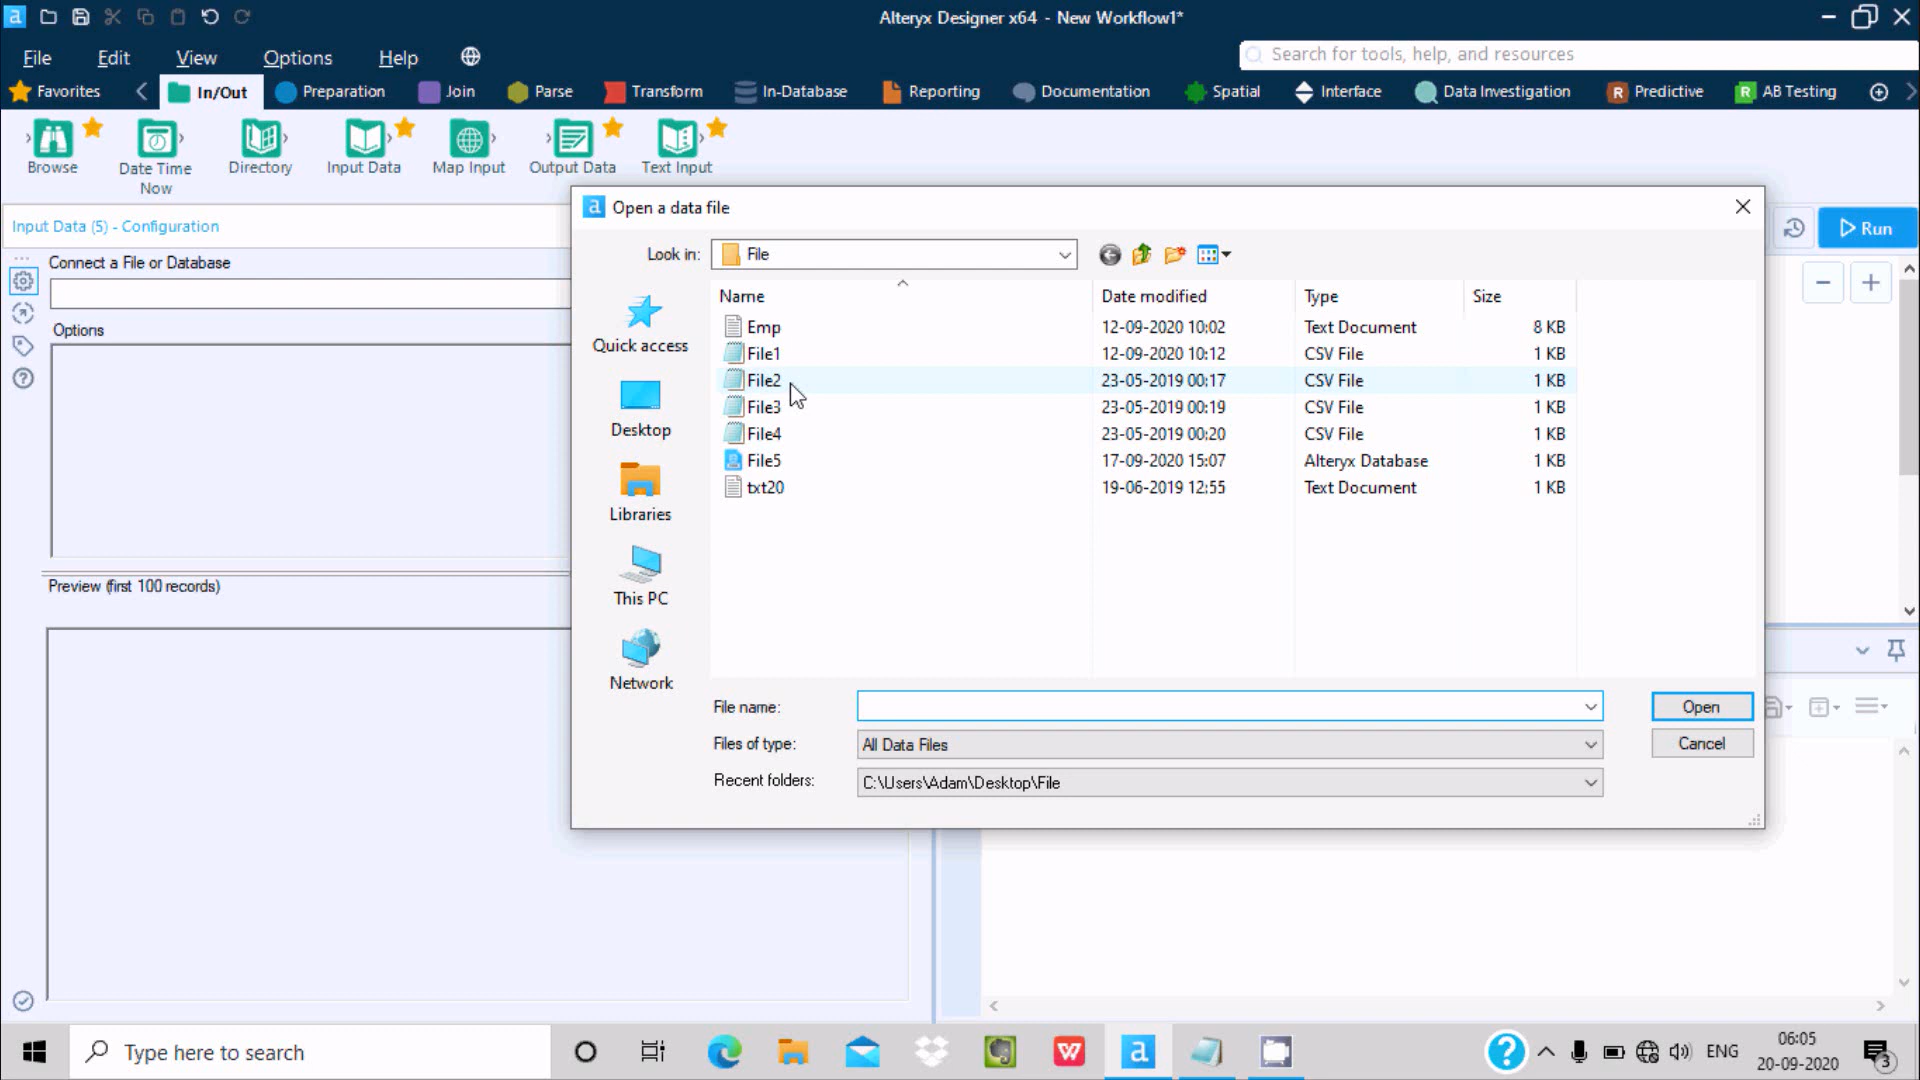 Alteryx Designer x64 - New Workflow1*
File Edit View Options Help
Search for tools, help, and resources
Favorites In/Out Preparation Join Parse Transform In-Database Reporting Documentation Spatial Interface Data Investigation Predictive AB Testing
Browse Date Time Now Directory Input Data Map Input Output Data Text Input
Input Data (5) - Configuration
Run
Connect a File or Database
Options
Preview (first 100 records)
Open a data file
Look in: File
Quick access
Desktop
Libraries
This PC
Network
Name Date modified Type Size
Emp 12-09-2020 10:02 Text Document 8 KB
File1 12-09-2020 10:12 CSV File 1 KB
File2 23-05-2019 00:17 CSV File 1 KB
File3 23-05-2019 00:19 CSV File 1 KB
File4 23-05-2019 00:20 CSV File 1 KB
File5 17-09-2020 15:07 Alteryx Database 1 KB
txt20 19-06-2019 12:55 Text Document 1 KB
File name: Open
Files of type: All Data Files Cancel
Recent folders: C:\Users\Adam\Desktop\File
Type here to search
ENG
06:05
20-09-2020
3